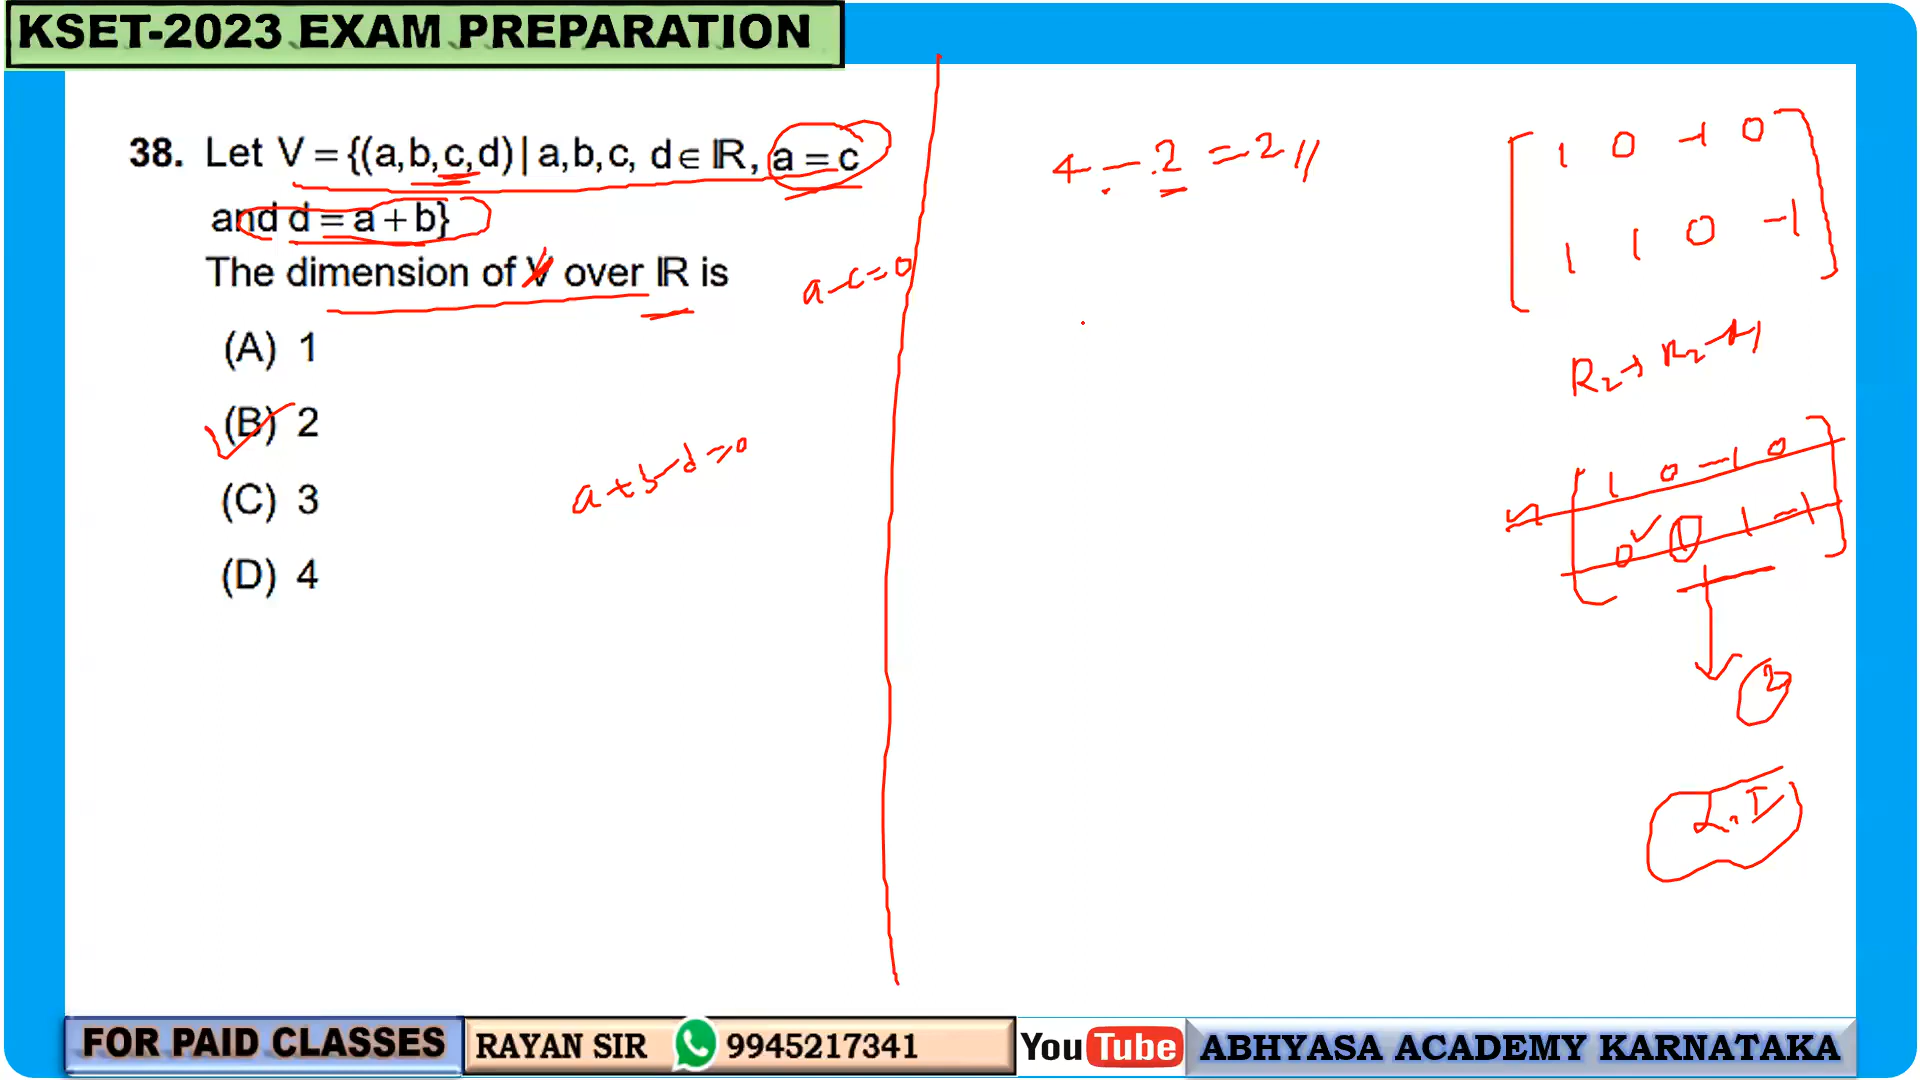 KSET-2023 EXAM PREPARATION
38. Let V = {(a,b,c,d) | a,b,c, d ∈ ℝ, a = c
and d = a + b}
The dimension of V over ℝ is
(A) 1
(B) 2
(C) 3
(D) 4
a-c=0
a+b-d=0
4-2=2//
1 0 -1 0
1 1 0 -1
R2→R2-R1
~
1 0 -1 0
0 1 1 -1
2
L.I
FOR PAID CLASSES
RAYAN SIR 9945217341
YouTube
ABHYASA ACADEMY KARNATAKA